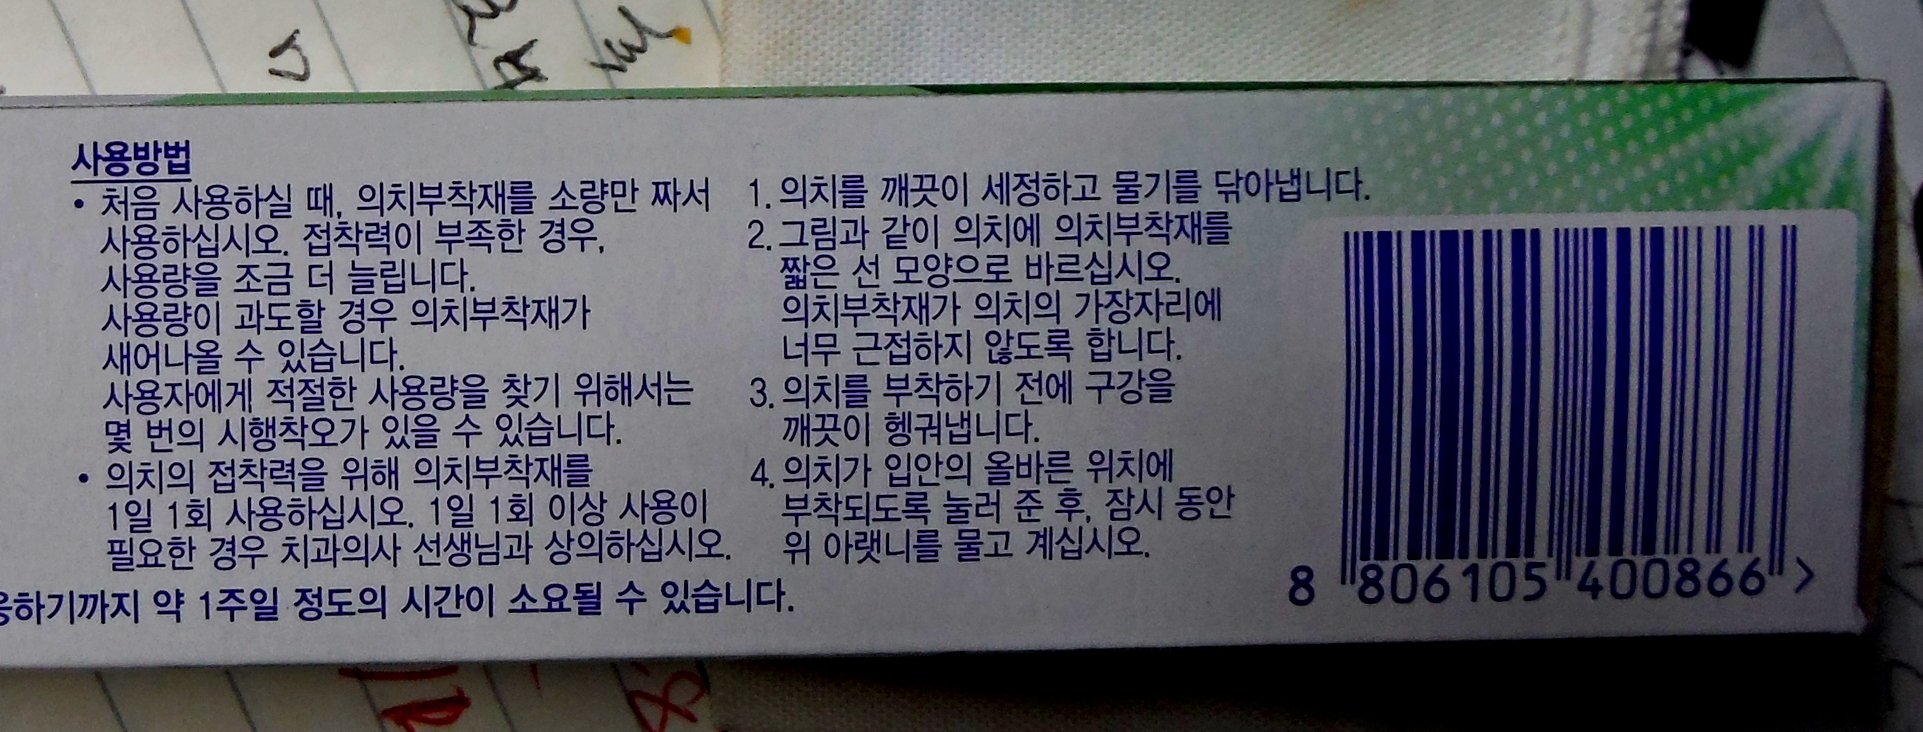 사용방법
• 처음 사용하실 때, 의치부착재를 소량만 짜서
사용하십시오. 접착력이 부족한 경우,
사용량을 조금 더 늘립니다.
사용량이 과도할 경우 의치부착재가
새어나올 수 있습니다.
사용자에게 적절한 사용량을 찾기 위해서는
몇 번의 시행착오가 있을 수 있습니다.
• 의치의 접착력을 위해 의치부착재를
1일 1회 사용하십시오. 1일 1회 이상 사용이
필요한 경우 치과의사 선생님과 상의하십시오.
하기까지 약 1주일 정도의 시간이 소요될 수 있습니다.
1. 의치를 깨끗이 세정하고 물기를 닦아냅니다.
2. 그림과 같이 의치에 의치부착재를
짧은 선 모양으로 바르십시오.
의치부착재가 의치의 가장자리에
너무 근접하지 않도록 합니다.
3. 의치를 부착하기 전에 구강을
깨끗이 헹궈냅니다.
4. 의치가 입안의 올바른 위치에
부착되도록 눌러 준 후, 잠시 동안
위 아랫니를 물고 계십시오.
8 806105 400866 >